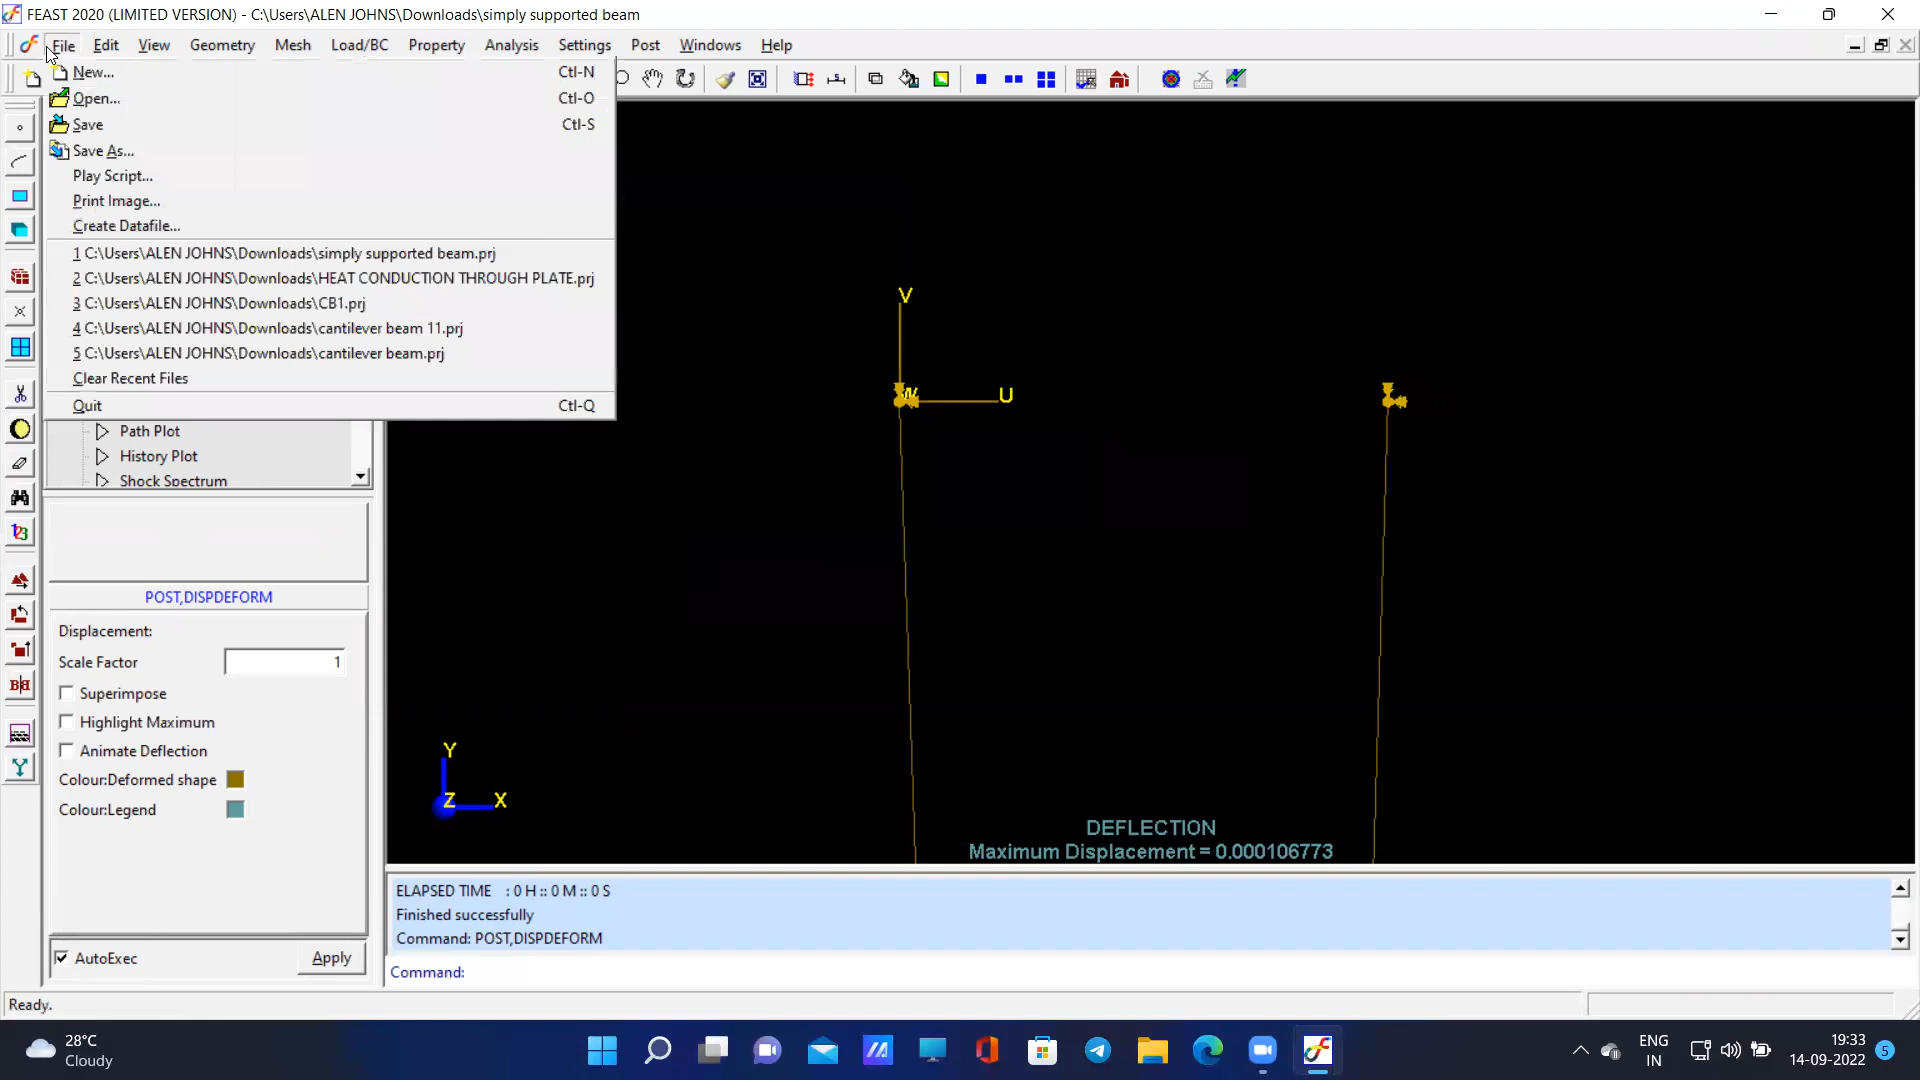 FEAST 2020 (LIMITED VERSION) - C:\Users\ALEN JOHNS\Downloads\simply supported beam
File Edit View Geometry Mesh Load/BC Property Analysis Settings Post Windows Help
New... Ctl-N
Open... Ctl-O
Save Ctl-S
Save As...
Play Script...
Print Image...
Create Datafile...
1 C:\Users\ALEN JOHNS\Downloads\simply supported beam.prj
2 C:\Users\ALEN JOHNS\Downloads\HEAT CONDUCTION THROUGH PLATE.prj
3 C:\Users\ALEN JOHNS\Downloads\CB1.prj
4 C:\Users\ALEN JOHNS\Downloads\cantilever beam 11.prj
5 C:\Users\ALEN JOHNS\Downloads\cantilever beam.prj
Clear Recent Files
Quit Ctl-Q
Path Plot
History Plot
Shock Spectrum
123
BB
POST,DISPDEFORM
Displacement:
Scale Factor 1
Superimpose
Highlight Maximum
Animate Deflection
Colour:Deformed shape
Colour:Legend
AutoExec Apply
V
W U
Y
Z X
DEFLECTION
Maximum Displacement = 0.000106773
ELAPSED TIME : 0 H :: 0 M :: 0 S
Finished successfully
Command: POST,DISPDEFORM
Command:
Ready.
28°C
Cloudy
ENG
IN
19:33
14-09-2022
5